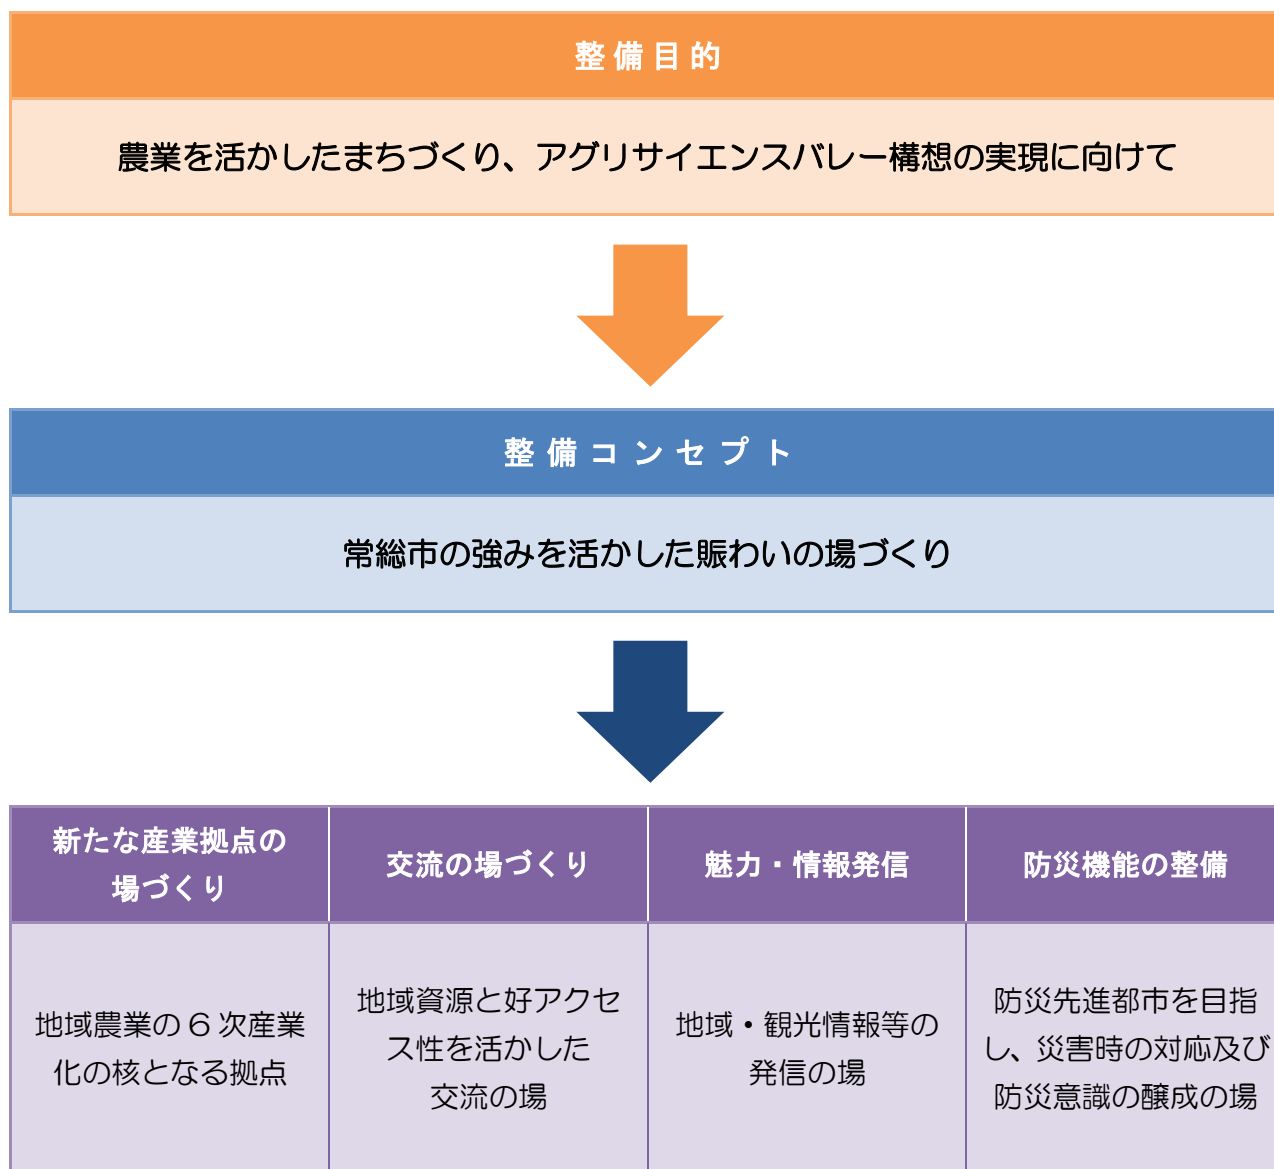 整備目的
農業を活かしたまちづくり、アグリサイエンスバレー構想の実現に向けて
整備コンセプト
常総市の強みを活かした賑わいの場づくり
新たな産業拠点の
場づくり
交流の場づくり
魅力・情報発信
防災機能の整備
地域農業の６次産業
化の核となる拠点
地域資源と好アクセ
ス性を活かした
交流の場
地域・観光情報等の
発信の場
防災先進都市を目指
し、災害時の対応及び
防災意識の醸成の場